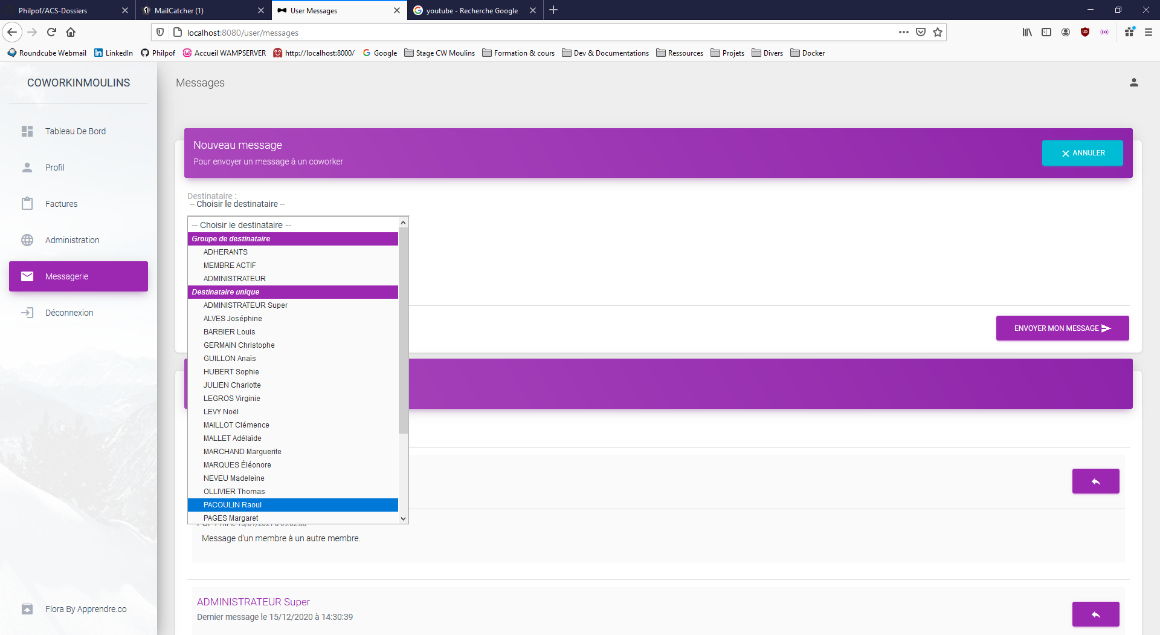 Philpof/ACS-Dossiers
MailCatcher (1)
User Messages
youtube - Recherche Google
localhost:8080/user/messages
Roundcube Webmail
LinkedIn
Philpof
Accueil WAMPSERVER
http://localhost:8000/
Google
Stage CW Moulins
Formation & cours
Dev & Documentations
Ressources
Projets
Divers
Docker
COWORKINMOULINS
Tableau De Bord
Profil
Factures
Administration
Messagerie
Déconnexion
Flora By Apprendre.co
Messages
Nouveau message
Pour envoyer un message à un coworker
ANNULER
Destinataire :
-- Choisir le destinataire --
-- Choisir le destinataire --
Groupe de destinataire
ADHERANTS
MEMBRE ACTIF
ADMINISTRATEUR
Destinataire unique
ADMINISTRATEUR Super
ALVES Joséphine
BARBIER Louis
GERMAIN Christophe
GUILLON Anais
HUBERT Sophie
JULIEN Charlotte
LEGROS Virginie
LEVY Noël
MAILLOT Clémence
MALLET Adélaïde
MARCHAND Marguerite
MARQUES Éléonore
NEVEU Madeleine
OLLIVIER Thomas
PACOULIN Raoul
PAGES Margaret
ENVOYER MON MESSAGE
Message d'un membre à un autre membre.
ADMINISTRATEUR Super
Dernier message le 15/12/2020 à 14:30:39